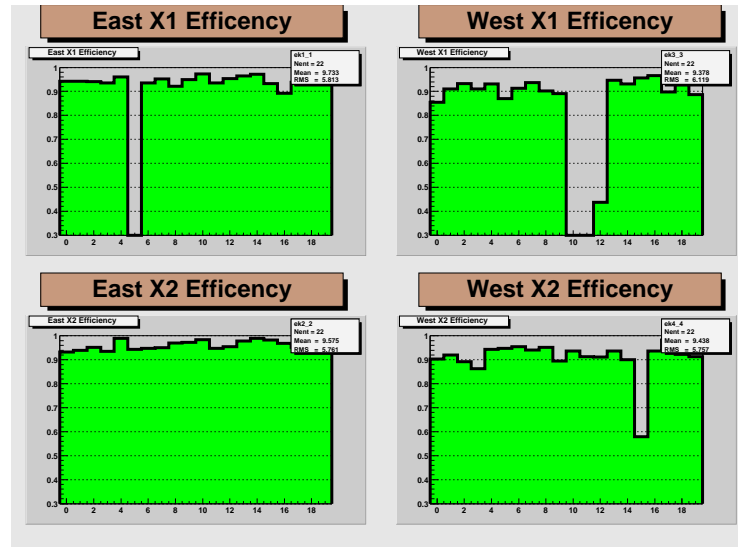 East X1 Efficency
East X1 Efficiency
ek1_1
Nent = 22
Mean = 9.733
RMS = 5.813
1
0.9
0.8
0.7
0.6
0.5
0.4
0.3
0 2 4 6 8 10 12 14 16 18
West X1 Efficency
West X1 Efficiency
ek3_3
Nent = 22
Mean = 9.378
RMS = 6.119
1
0.9
0.8
0.7
0.6
0.5
0.4
0.3
0 2 4 6 8 10 12 14 16 18
East X2 Efficency
East X2 Efficiency
ek2_2
Nent = 22
Mean = 9.575
RMS = 5.761
1
0.9
0.8
0.7
0.6
0.5
0.4
0.3
0 2 4 6 8 10 12 14 16 18
West X2 Efficency
West X2 Efficiency
ek4_4
Nent = 22
Mean = 9.438
RMS = 5.757
1
0.9
0.8
0.7
0.6
0.5
0.4
0.3
0 2 4 6 8 10 12 14 16 18